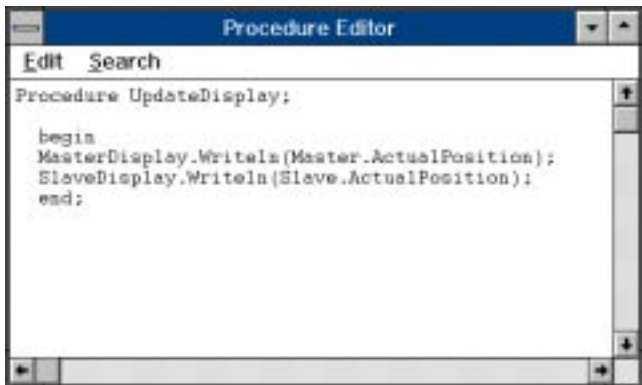 Procedure Editor
Edit Search
Procedure UpdateDisplay;
begin
MasterDisplay.Writeln(Master.ActualPosition);
SlaveDisplay.Writeln(Slave.ActualPosition);
end;